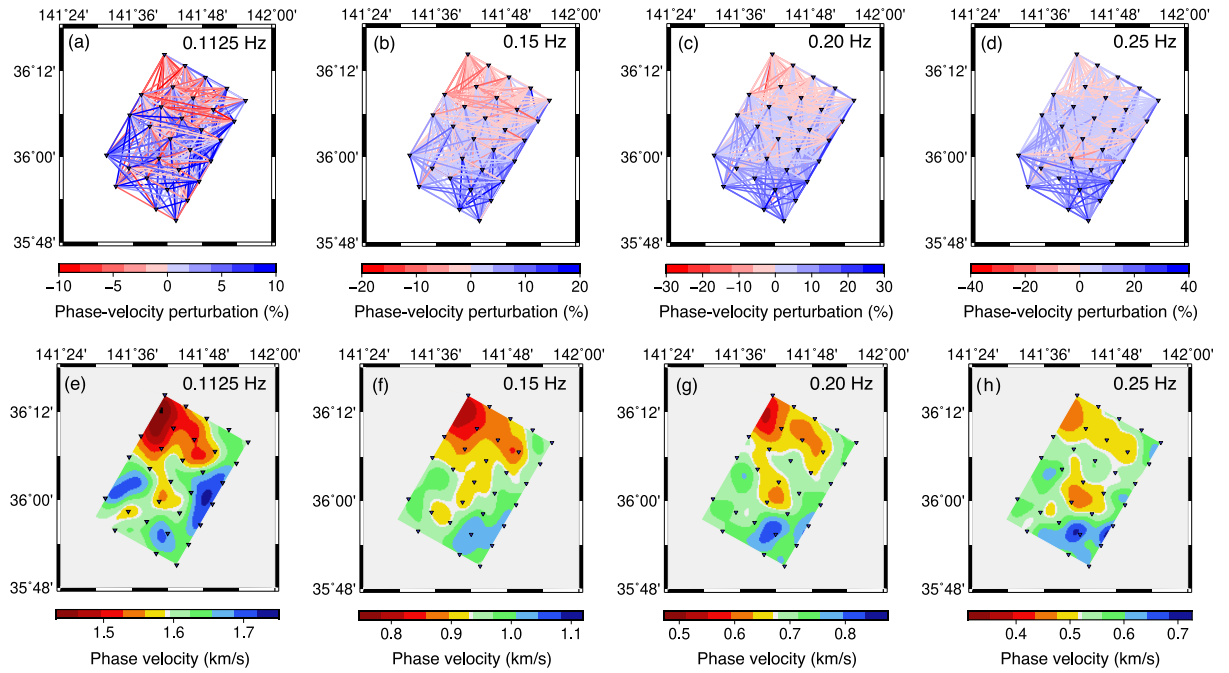 141˚24' 141˚36' 141˚48' 142˚00' 141˚24' 141˚36' 141˚48' 142˚00' 141˚24' 141˚36' 141˚48' 142˚00' 141˚24' 141˚36' 141˚48' 142˚00'
(a) 0.1125 Hz (b) 0.15 Hz (c) 0.20 Hz (d) 0.25 Hz
36˚12'
36˚00'
35˚48'
−10 −5 0 5 10 −20 −10 0 10 20 −30 −20 −10 0 10 20 30 −40 −20 0 20 40
Phase-velocity perturbation (%) Phase-velocity perturbation (%) Phase-velocity perturbation (%) Phase-velocity perturbation (%)
141˚24' 141˚36' 141˚48' 142˚00' 141˚24' 141˚36' 141˚48' 142˚00' 141˚24' 141˚36' 141˚48' 142˚00' 141˚24' 141˚36' 141˚48' 142˚00'
(e) 0.1125 Hz (f) 0.15 Hz (g) 0.20 Hz (h) 0.25 Hz
36˚12'
36˚00'
35˚48'
1.5 1.6 1.7 0.8 0.9 1.0 1.1 0.5 0.6 0.7 0.8 0.4 0.5 0.6 0.7
Phase velocity (km/s) Phase velocity (km/s) Phase velocity (km/s) Phase velocity (km/s)